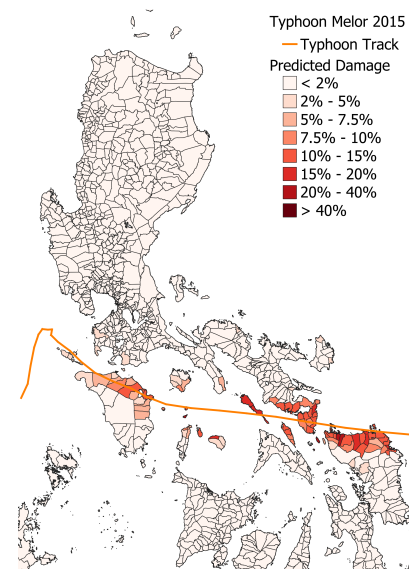 Typhoon Melor 2015
Typhoon Track
Predicted Damage
< 2%
2% - 5%
5% - 7.5%
7.5% - 10%
10% - 15%
15% - 20%
20% - 40%
> 40%